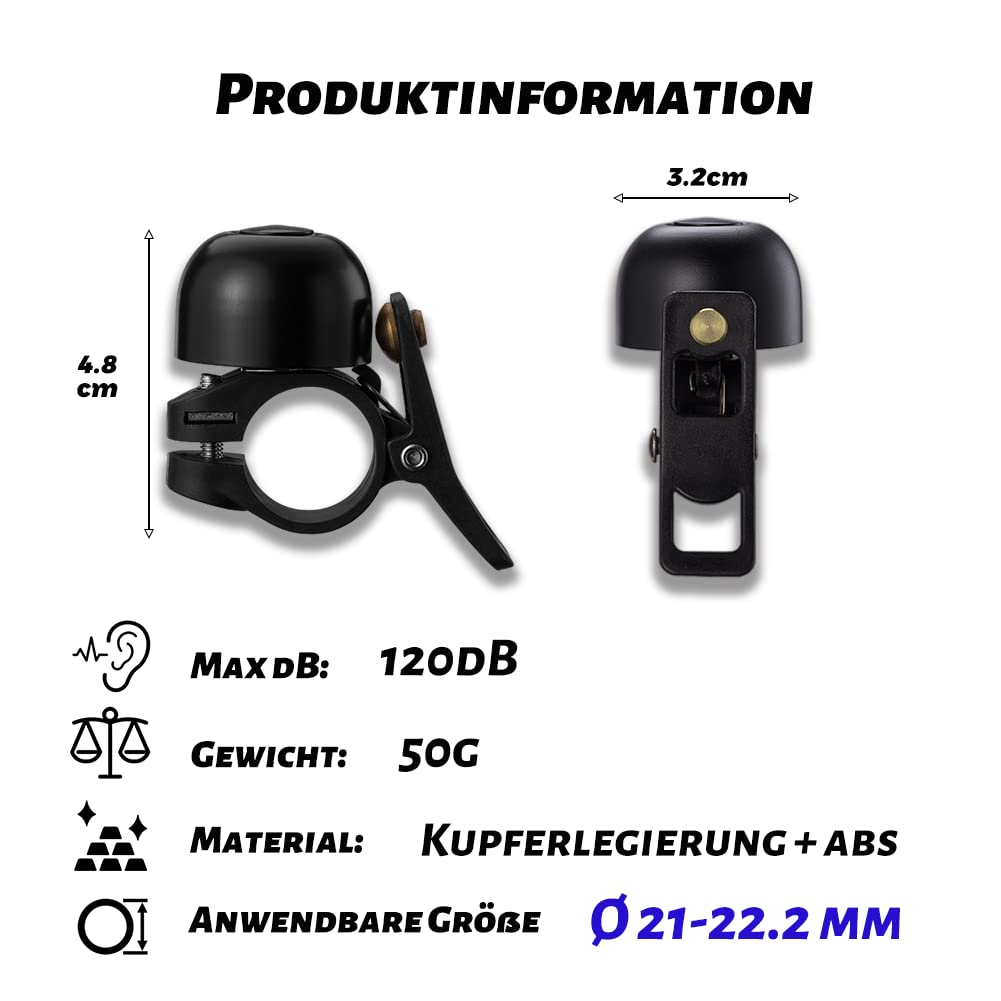 PRODUKTINFORMATION
3.2cm
4.8
cm
MAX DB: 120DB
GEWICHT: 50G
MATERIAL: KUPFERLEGIERUNG + ABS
ANWENDBARE GRÖßE Ø 21-22.2 MM